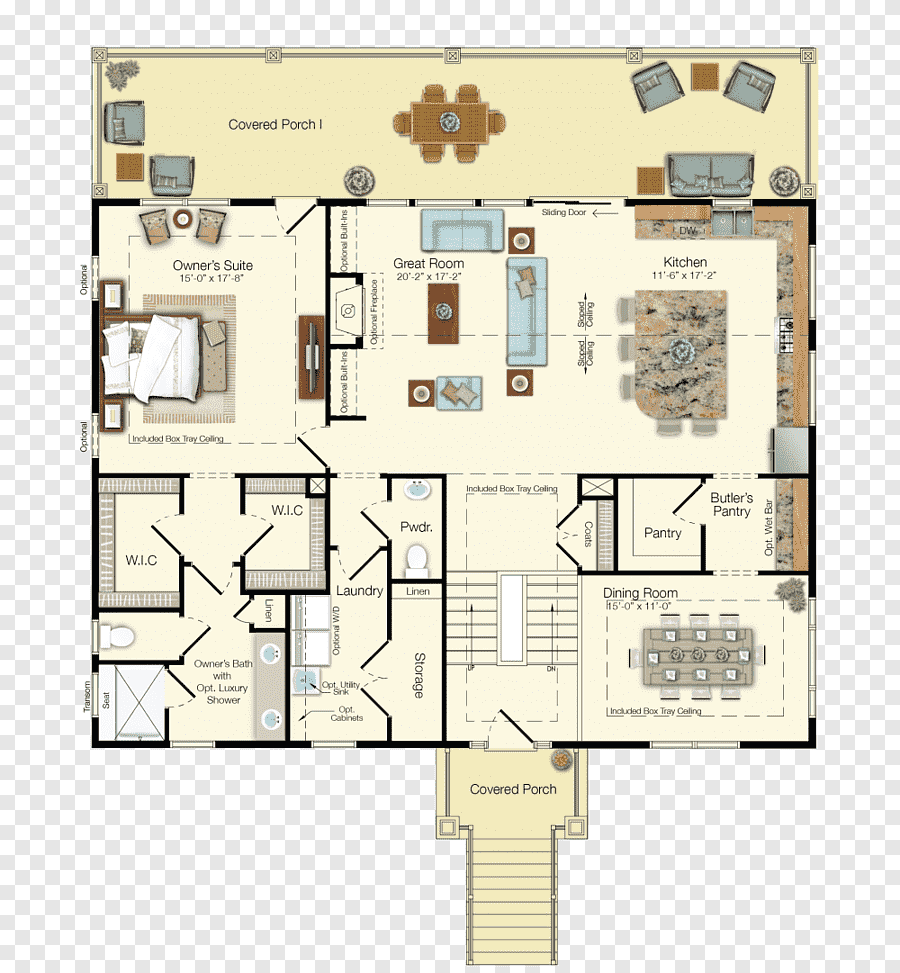 Covered Porch I
Sliding Door
Optional Built-Ins
DW
Owner's Suite
15'-0" x 17'-8"
Great Room
20'-2" x 17'-2"
Kitchen
11'-6" x 17'-2"
Optional
Optional Fireplace
Sloped
Ceiling
Sloped
Ceiling
Optional Built-Ins
Optional
Included Box Tray Ceiling
Included Box Tray Ceiling
W.I.C
W.I.C
Pwdr.
Coats
Pantry
Butler's
Pantry
Opt. Wet Bar
Laundry
Linen
Linen
Optional W/D
Dining Room
15'-0" x 11'-0"
Storage
UP
DN
Owner's Bath
with
Opt. Luxury
Shower
Opt. Utility
Sink
Opt.
Cabinets
Transom
Seat
Included Box Tray Ceiling
Covered Porch